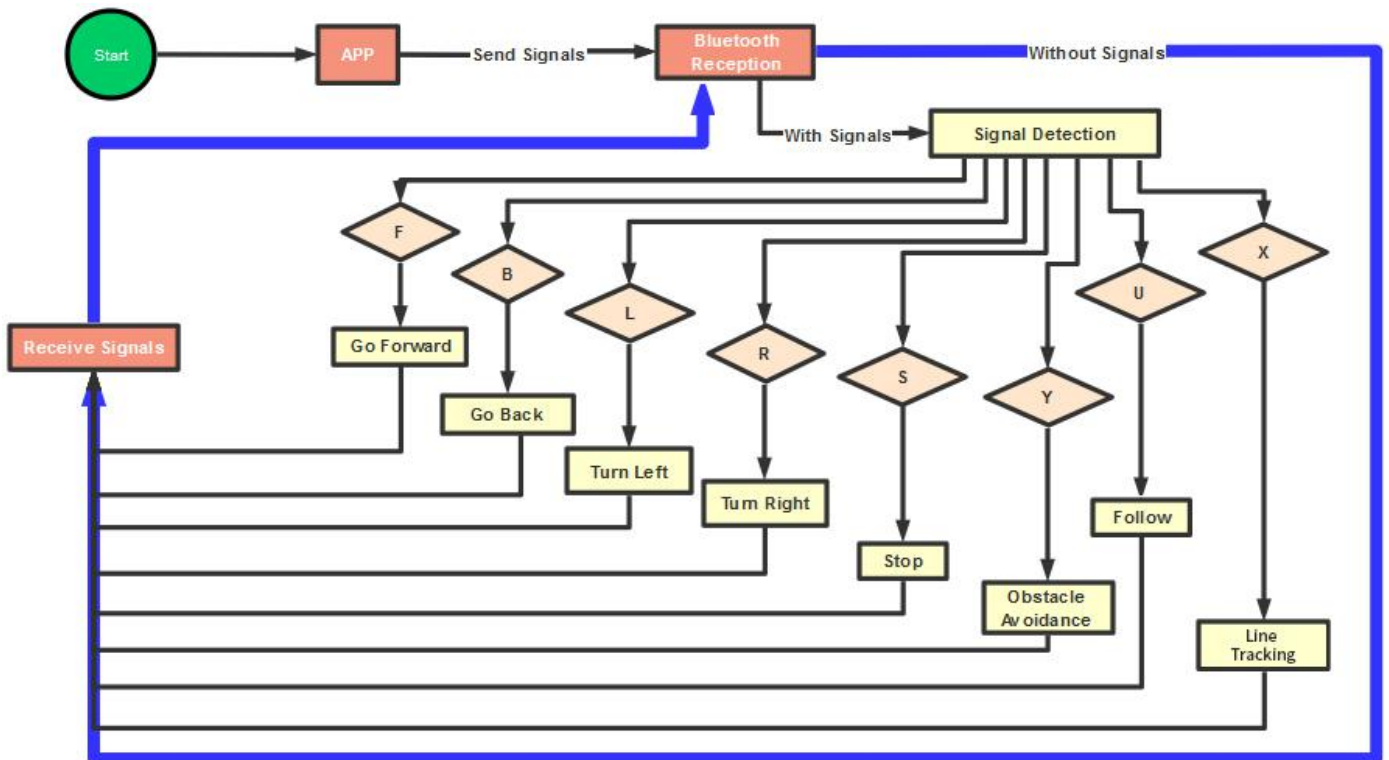 Start
APP
Send Signals
Bluetooth
Reception
Without Signals
With Signals
Signal Detection
F
B
L
R
S
Y
U
X
Receive Signals
Go Forward
Go Back
Turn Left
Turn Right
Stop
Obstacle
Avoidance
Follow
Line
Tracking